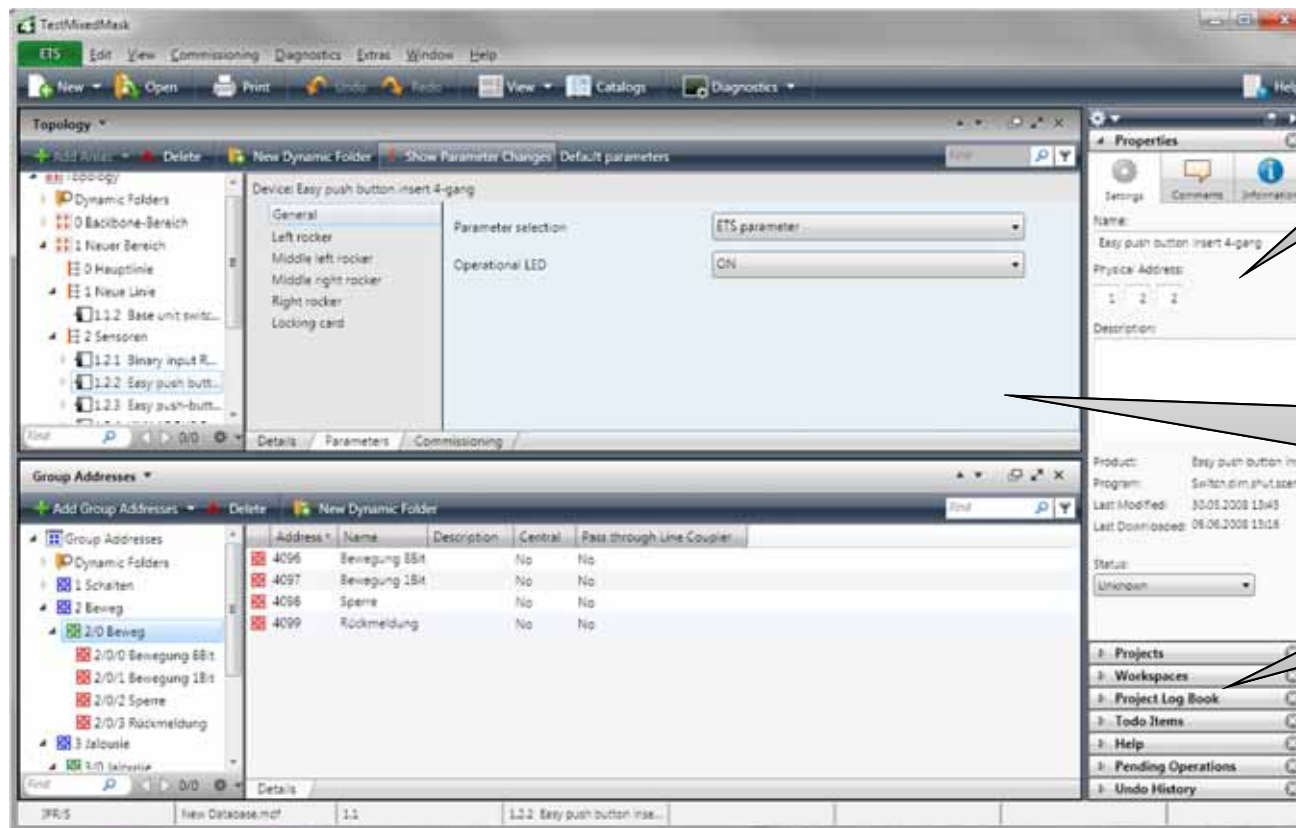 TestMixedMask
ETS Edit View Commissioning Diagnostics Extras Window Help
New Open Print Undo Redo View Catalogs Diagnostics Help
Topology
Add Areas Delete New Dynamic Folder Show Parameter Changes Default parameters Find
Topology
Dynamic Folders
0 Backbone-Bereich
1 Neuer Bereich
0 Hauptlinie
1 Neue Linie
1.1.2 Base unit switc...
2 Sensoren
1.2.1 Binary input R...
1.2.2 Easy push butt...
1.2.3 Easy push-butt...
Find 0/0
Device: Easy push button insert 4-gang
General
Left rocker
Middle left rocker
Middle right rocker
Right rocker
Locking card
Parameter selection ETS parameter
Operational LED ON
Details Parameters Commissioning
Group Addresses
Add Group Addresses Delete New Dynamic Folder Find
Group Addresses
Dynamic Folders
1 Schalten
2 Beweg
2/0 Beweg
2/0/0 Bewegung 8Bit
2/0/1 Bewegung 1Bit
2/0/2 Sperre
2/0/3 Rückmeldung
3 Jalousie
3/0 Jalousie
Find 0/0
Address Name Description Central Pass through Line Coupler
4096 Bewegung 8Bit No No
4097 Bewegung 1Bit No No
4098 Sperre No No
4099 Rückmeldung No No
Details
Properties
Settings Comments Information
Name:
Easy push button insert 4-gang
Physical Address:
1 2 2
Description:
Product: Easy push button in
Program: Switch.dim.shut.scen
Last Modified: 30.05.2008 13:45
Last Downloaded: 06.06.2008 13:16
Status:
Unknown
Projects
Workspaces
Project Log Book
Todo Items
Help
Pending Operations
Undo History
New Database.mdf 1.1 1.2.2 Easy push button inse...